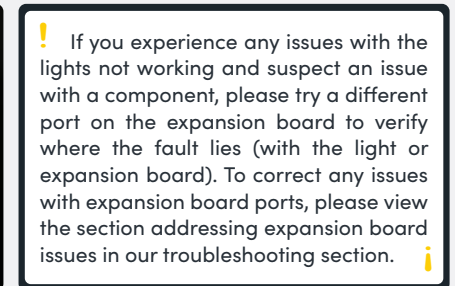 ! If you experience any issues with the
lights not working and suspect an issue
with a component, please try a different
port on the expansion board to verify
where the fault lies (with the light or
expansion board). To correct any issues
with expansion board ports, please view
the section addressing expansion board
issues in our troubleshooting section. ¡